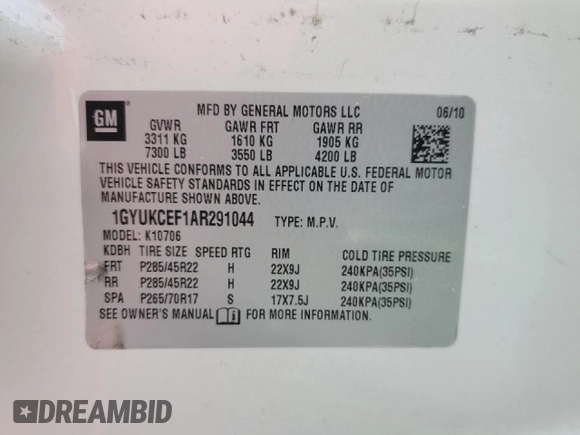 GM
MFD BY GENERAL MOTORS LLC 06/10
GVWR GAWR FRT GAWR RR
3311 KG 1610 KG 1905 KG
7300 LB 3550 LB 4200 LB
THIS VEHICLE CONFORMS TO ALL APPLICABLE U.S. FEDERAL MOTOR
VEHICLE SAFETY STANDARDS IN EFFECT ON THE DATE OF
MANUFACTURE SHOWN ABOVE.
1GYUKCEF1AR291044 TYPE: M.P.V.
MODEL: K10706
KDBH TIRE SIZE SPEED RTG RIM COLD TIRE PRESSURE
FRT P285/45R22 H 22X9J 240KPA(35PSI)
RR P285/45R22 H 22X9J 240KPA(35PSI)
SPA P265/70R17 S 17X7.5J 240KPA(35PSI)
SEE OWNER'S MANUAL FOR MORE INFORMATION.
DREAMBID